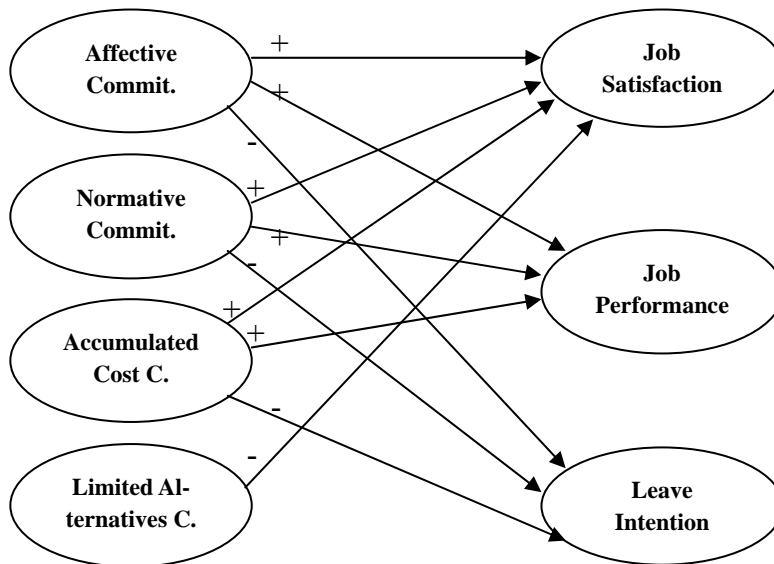 Affective
Commit.
+
+
-
Job
Satisfaction
Normative
Commit.
+
+
-
Job
Performance
Accumulated
Cost C.
+
+
-
Limited Al-
ternatives C.
-
Leave
Intention